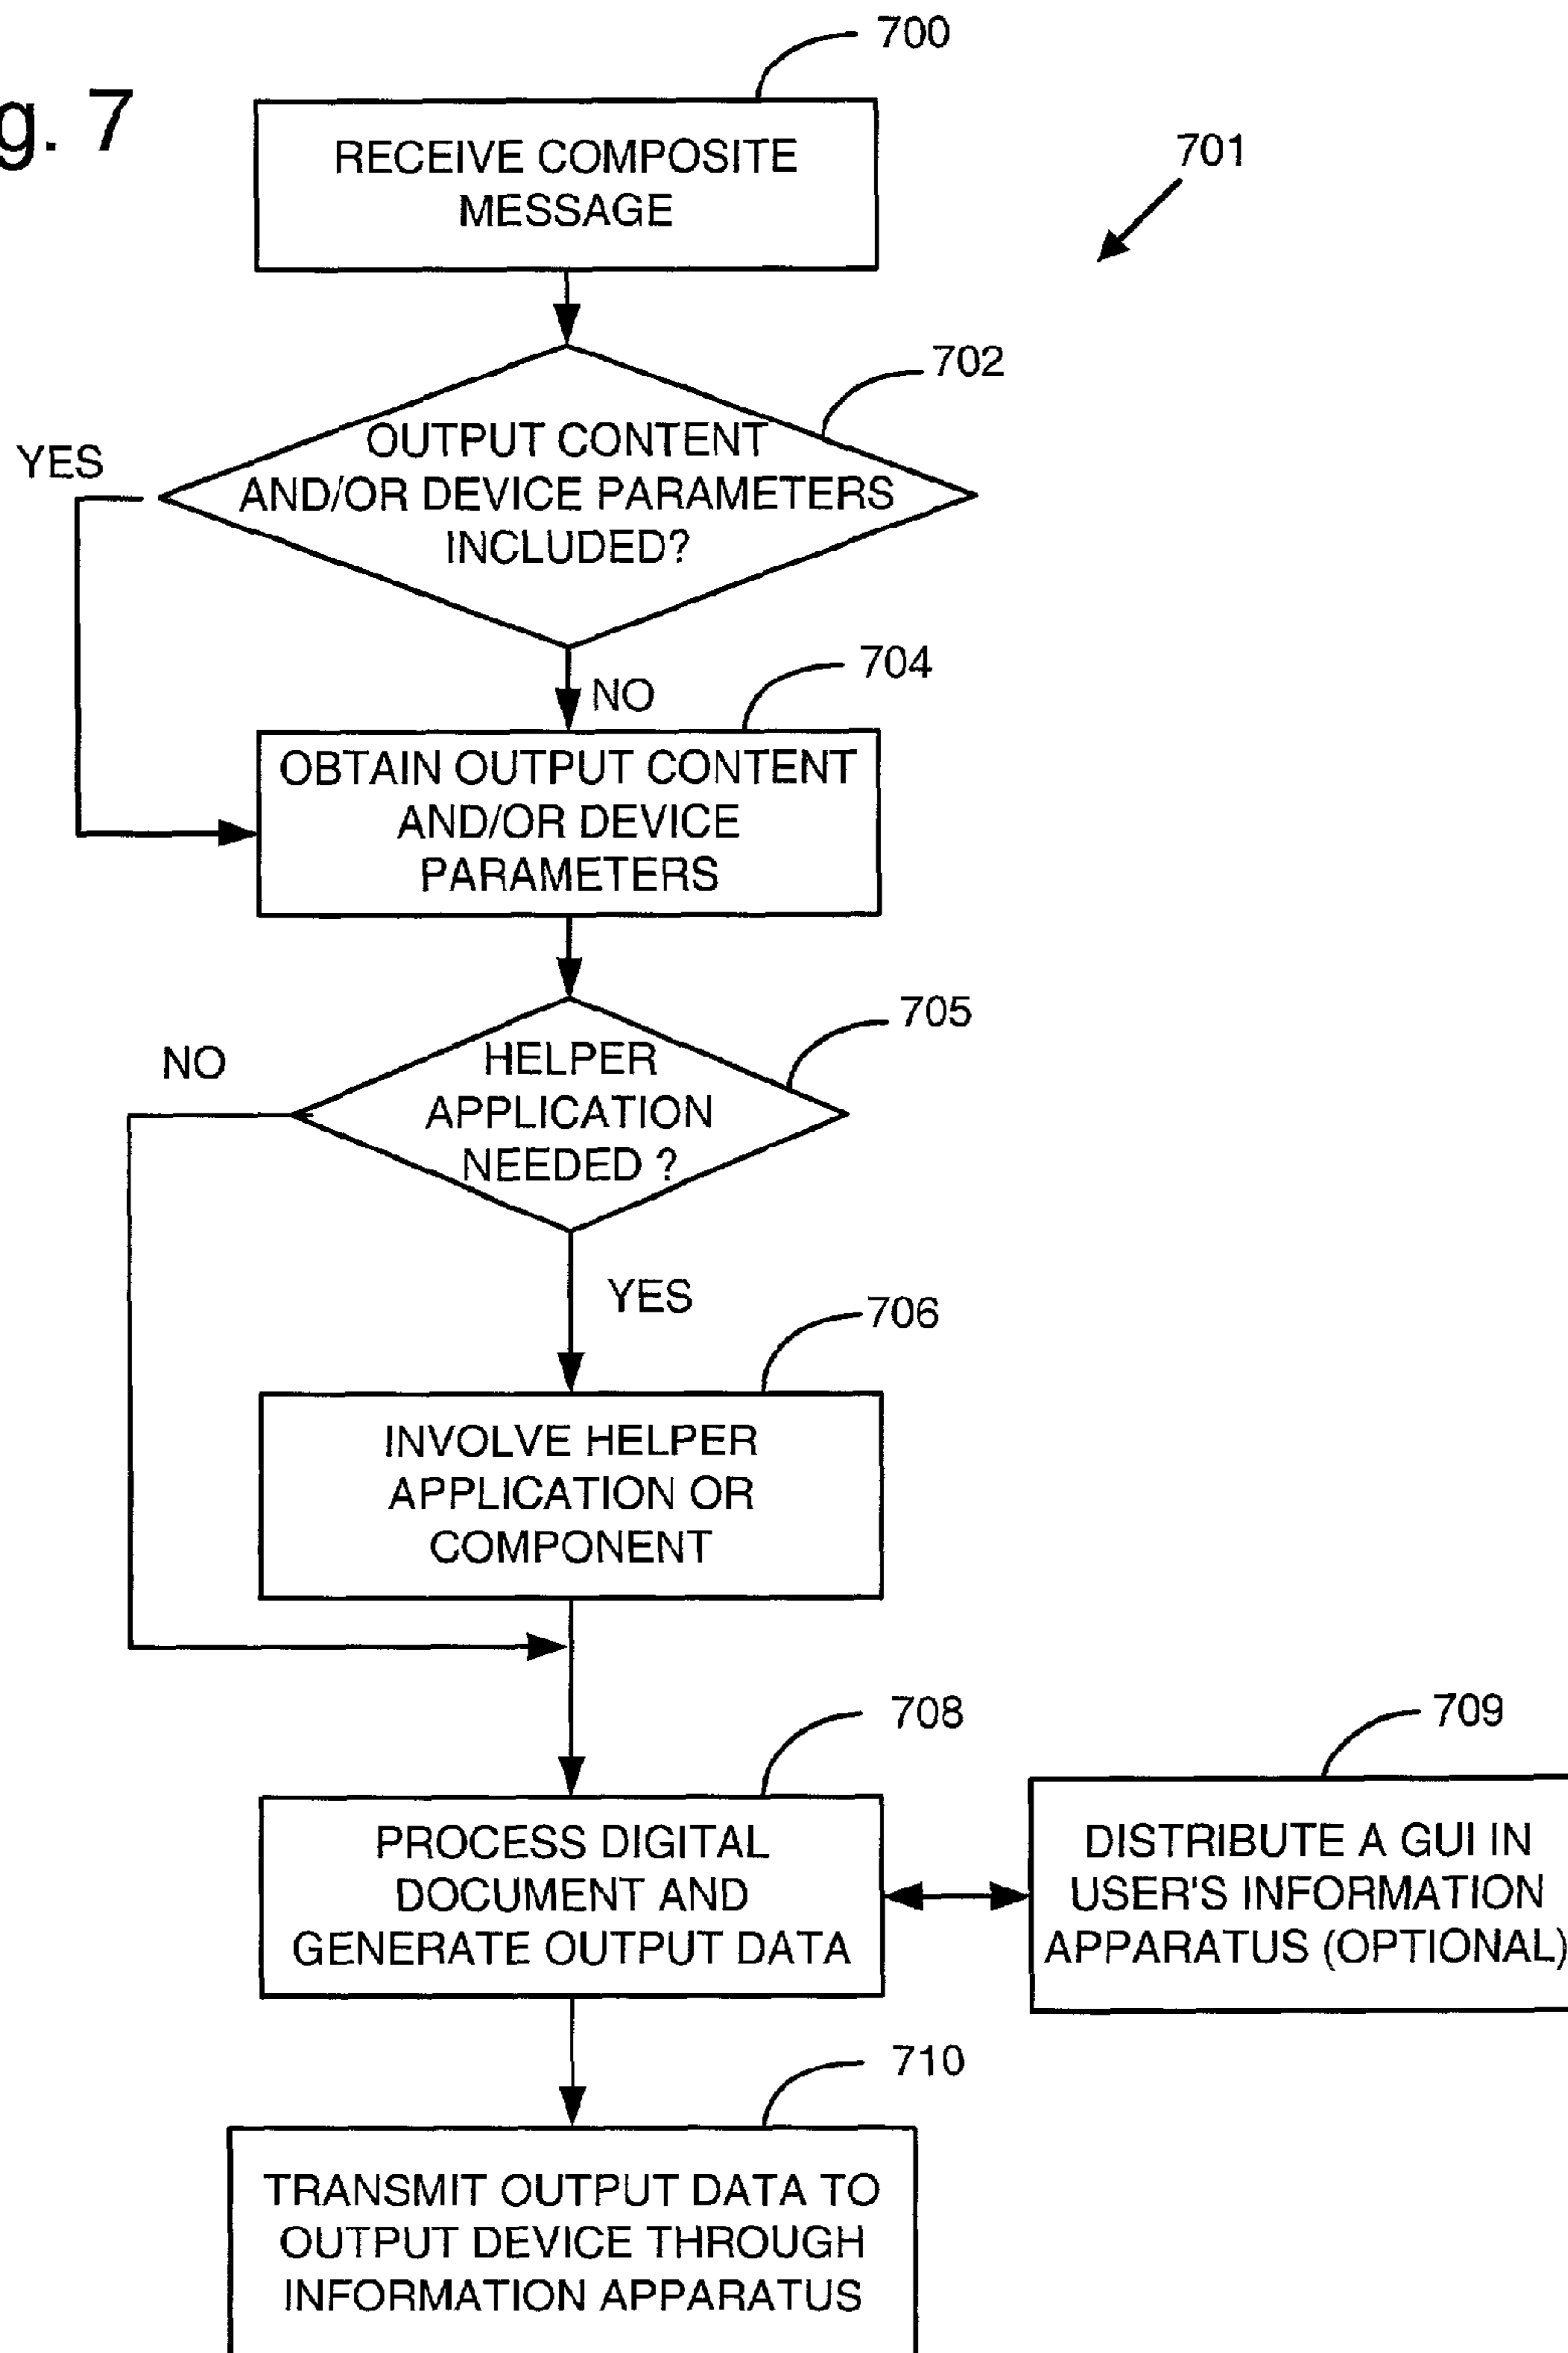 g. 7
700
RECEIVE COMPOSITE
MESSAGE
701
702
OUTPUT CONTENT
AND/OR DEVICE PARAMETERS
INCLUDED?
YES
NO
704
OBTAIN OUTPUT CONTENT
AND/OR DEVICE
PARAMETERS
705
HELPER
APPLICATION
NEEDED ?
NO
YES
706
INVOLVE HELPER
APPLICATION OR
COMPONENT
708
PROCESS DIGITAL
DOCUMENT AND
GENERATE OUTPUT DATA
709
DISTRIBUTE A GUI IN
USER'S INFORMATION
APPARATUS (OPTIONAL)
710
TRANSMIT OUTPUT DATA TO
OUTPUT DEVICE THROUGH
INFORMATION APPARATUS